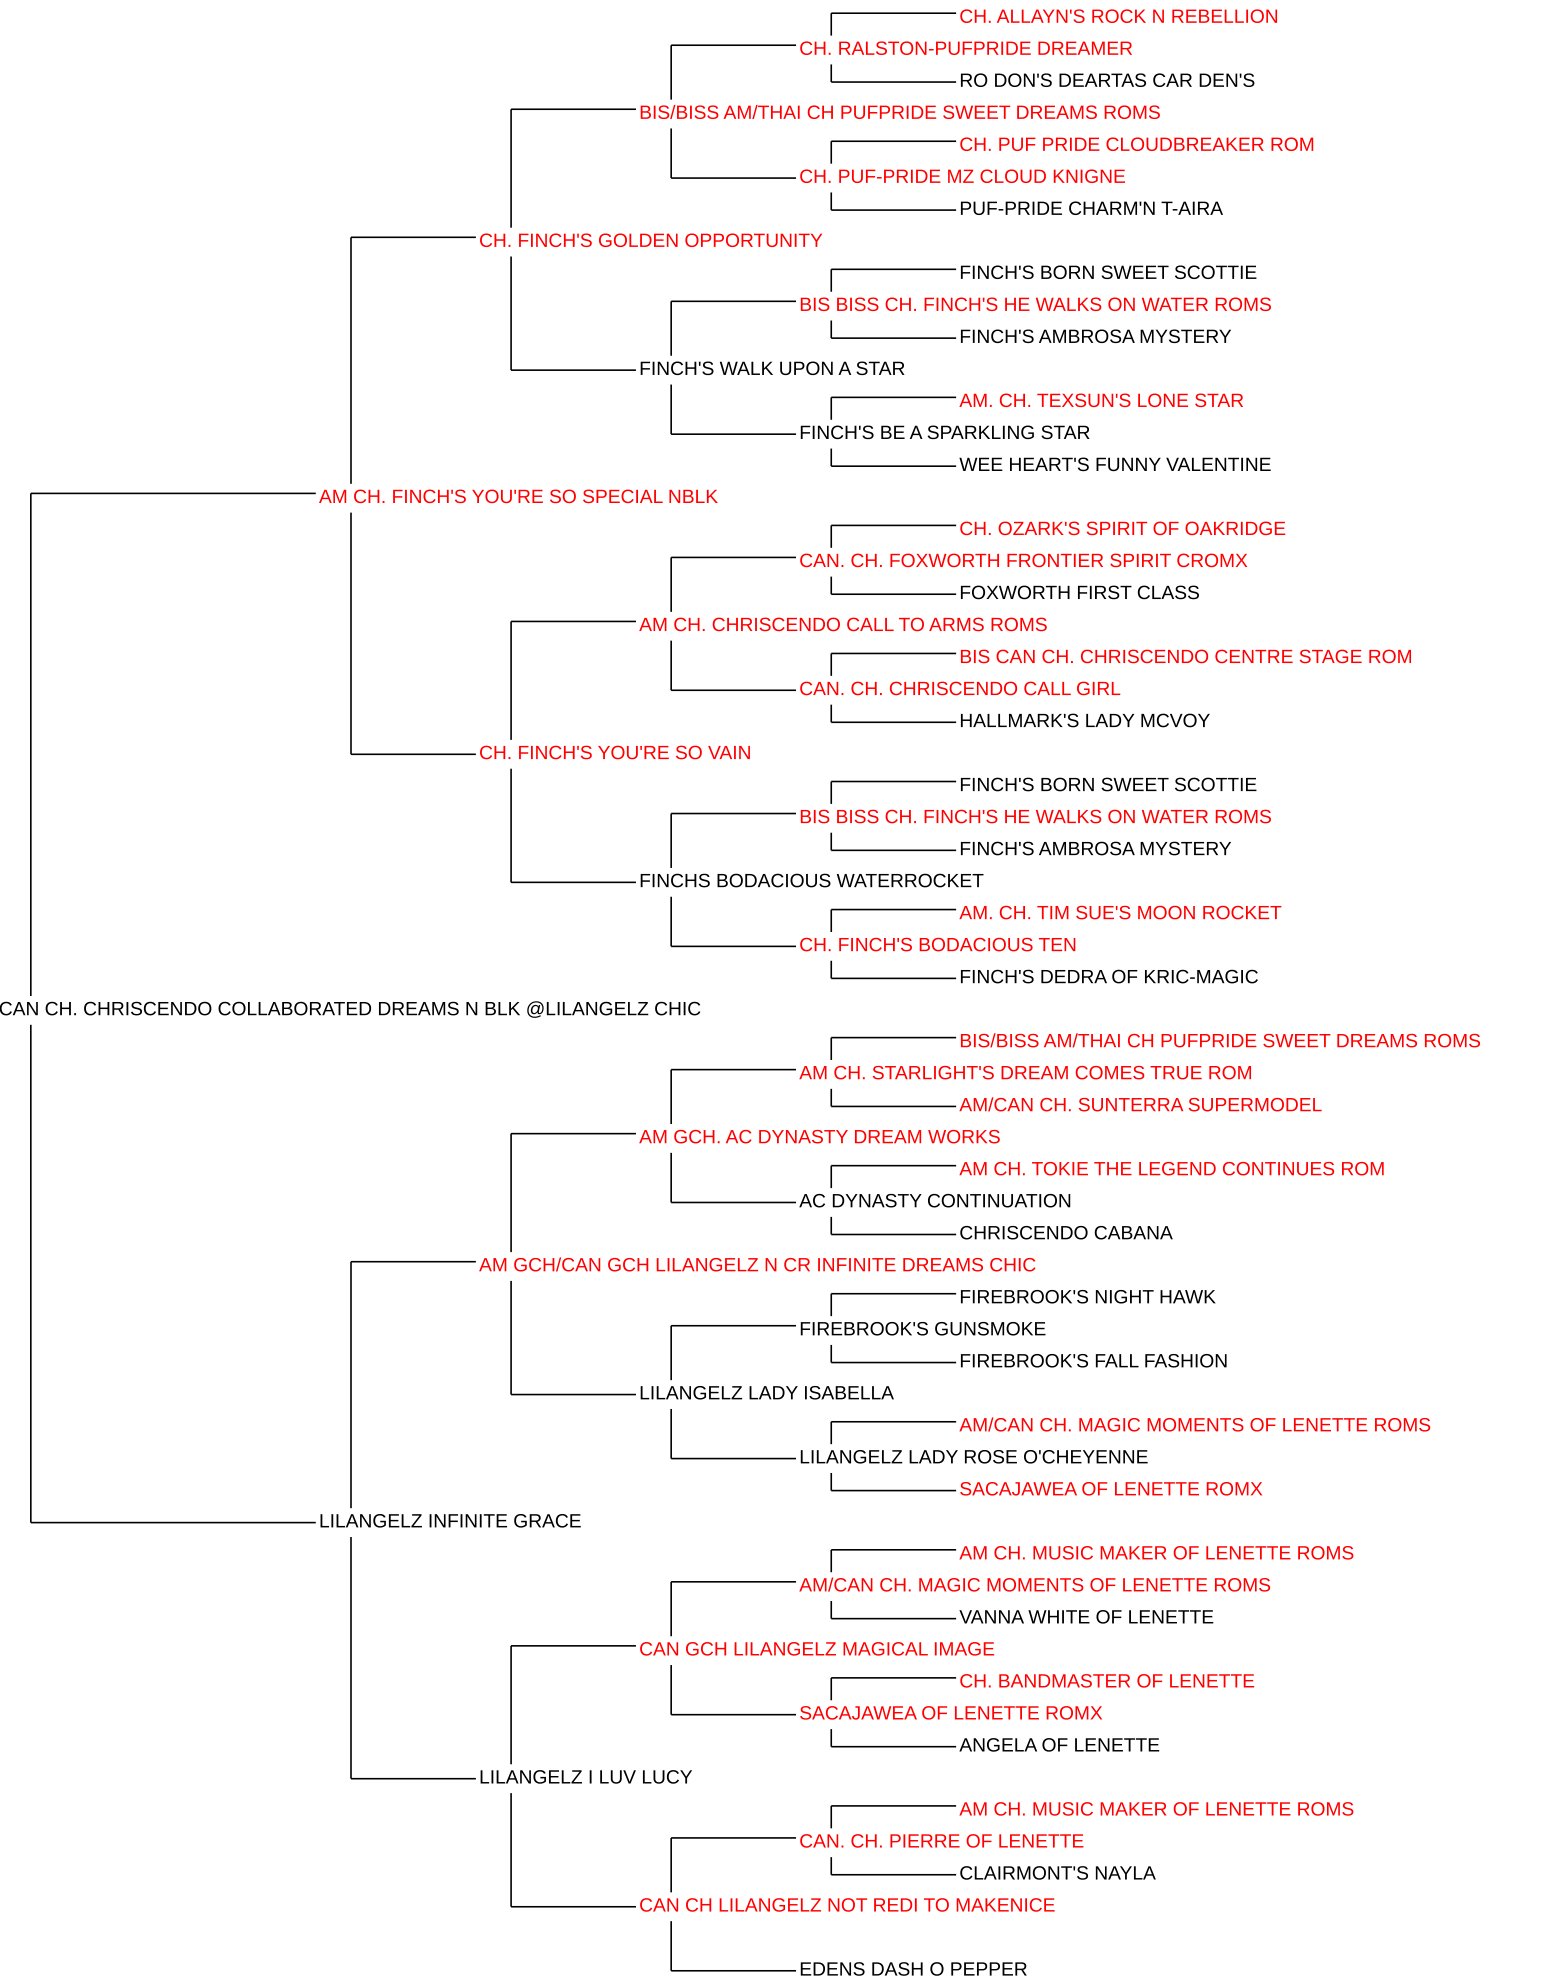 CH. ALLAYN'S ROCK N REBELLION
CH. RALSTON-PUFPRIDE DREAMER
RO DON'S DEARTAS CAR DEN'S
BIS/BISS AM/THAI CH PUFPRIDE SWEET DREAMS ROMS
CH. PUF PRIDE CLOUDBREAKER ROM
CH. PUF-PRIDE MZ CLOUD KNIGNE
PUF-PRIDE CHARM'N T-AIRA
CH. FINCH'S GOLDEN OPPORTUNITY
FINCH'S BORN SWEET SCOTTIE
BIS BISS CH. FINCH'S HE WALKS ON WATER ROMS
FINCH'S AMBROSA MYSTERY
FINCH'S WALK UPON A STAR
AM. CH. TEXSUN'S LONE STAR
FINCH'S BE A SPARKLING STAR
WEE HEART'S FUNNY VALENTINE
AM CH. FINCH'S YOU'RE SO SPECIAL NBLK
CH. OZARK'S SPIRIT OF OAKRIDGE
CAN. CH. FOXWORTH FRONTIER SPIRIT CROMX
FOXWORTH FIRST CLASS
AM CH. CHRISCENDO CALL TO ARMS ROMS
BIS CAN CH. CHRISCENDO CENTRE STAGE ROM
CAN. CH. CHRISCENDO CALL GIRL
HALLMARK'S LADY MCVOY
CH. FINCH'S YOU'RE SO VAIN
FINCH'S BORN SWEET SCOTTIE
BIS BISS CH. FINCH'S HE WALKS ON WATER ROMS
FINCH'S AMBROSA MYSTERY
FINCHS BODACIOUS WATERROCKET
AM. CH. TIM SUE'S MOON ROCKET
CH. FINCH'S BODACIOUS TEN
FINCH'S DEDRA OF KRIC-MAGIC
CAN CH. CHRISCENDO COLLABORATED DREAMS N BLK @LILANGELZ CHIC
BIS/BISS AM/THAI CH PUFPRIDE SWEET DREAMS ROMS
AM CH. STARLIGHT'S DREAM COMES TRUE ROM
AM/CAN CH. SUNTERRA SUPERMODEL
AM GCH. AC DYNASTY DREAM WORKS
AM CH. TOKIE THE LEGEND CONTINUES ROM
AC DYNASTY CONTINUATION
CHRISCENDO CABANA
AM GCH/CAN GCH LILANGELZ N CR INFINITE DREAMS CHIC
FIREBROOK'S NIGHT HAWK
FIREBROOK'S GUNSMOKE
FIREBROOK'S FALL FASHION
LILANGELZ LADY ISABELLA
AM/CAN CH. MAGIC MOMENTS OF LENETTE ROMS
LILANGELZ LADY ROSE O'CHEYENNE
SACAJAWEA OF LENETTE ROMX
LILANGELZ INFINITE GRACE
AM CH. MUSIC MAKER OF LENETTE ROMS
AM/CAN CH. MAGIC MOMENTS OF LENETTE ROMS
VANNA WHITE OF LENETTE
CAN GCH LILANGELZ MAGICAL IMAGE
CH. BANDMASTER OF LENETTE
SACAJAWEA OF LENETTE ROMX
ANGELA OF LENETTE
LILANGELZ I LUV LUCY
AM CH. MUSIC MAKER OF LENETTE ROMS
CAN. CH. PIERRE OF LENETTE
CLAIRMONT'S NAYLA
CAN CH LILANGELZ NOT REDI TO MAKENICE
EDENS DASH O PEPPER